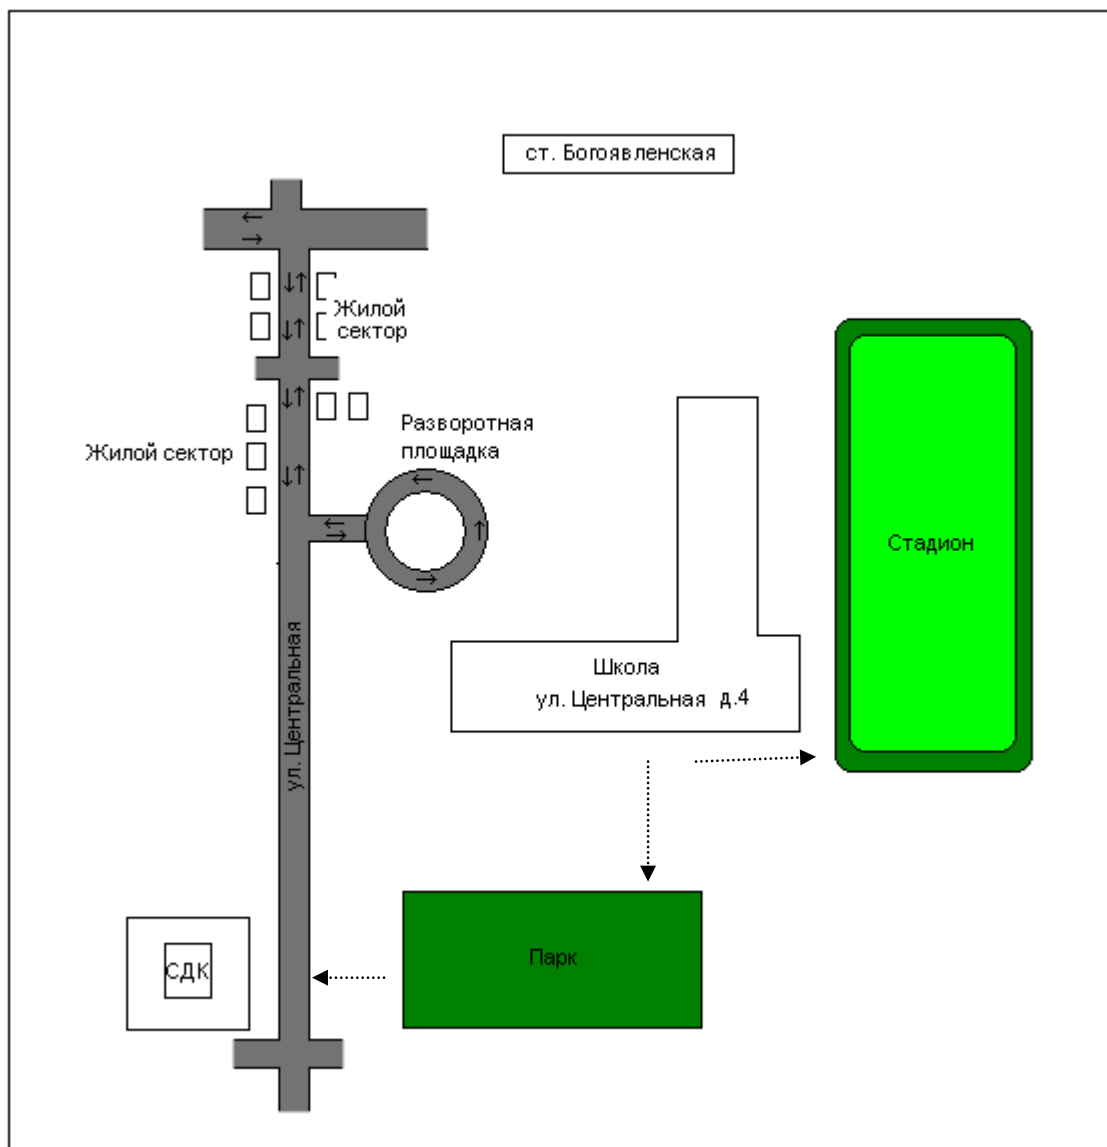 ст. Богоявленская
Жилой
сектор
Разворотная
площадка
Жилой сектор
Стадион
Школа
ул. Центральная д.4
ул. Центральная
Парк
СДК